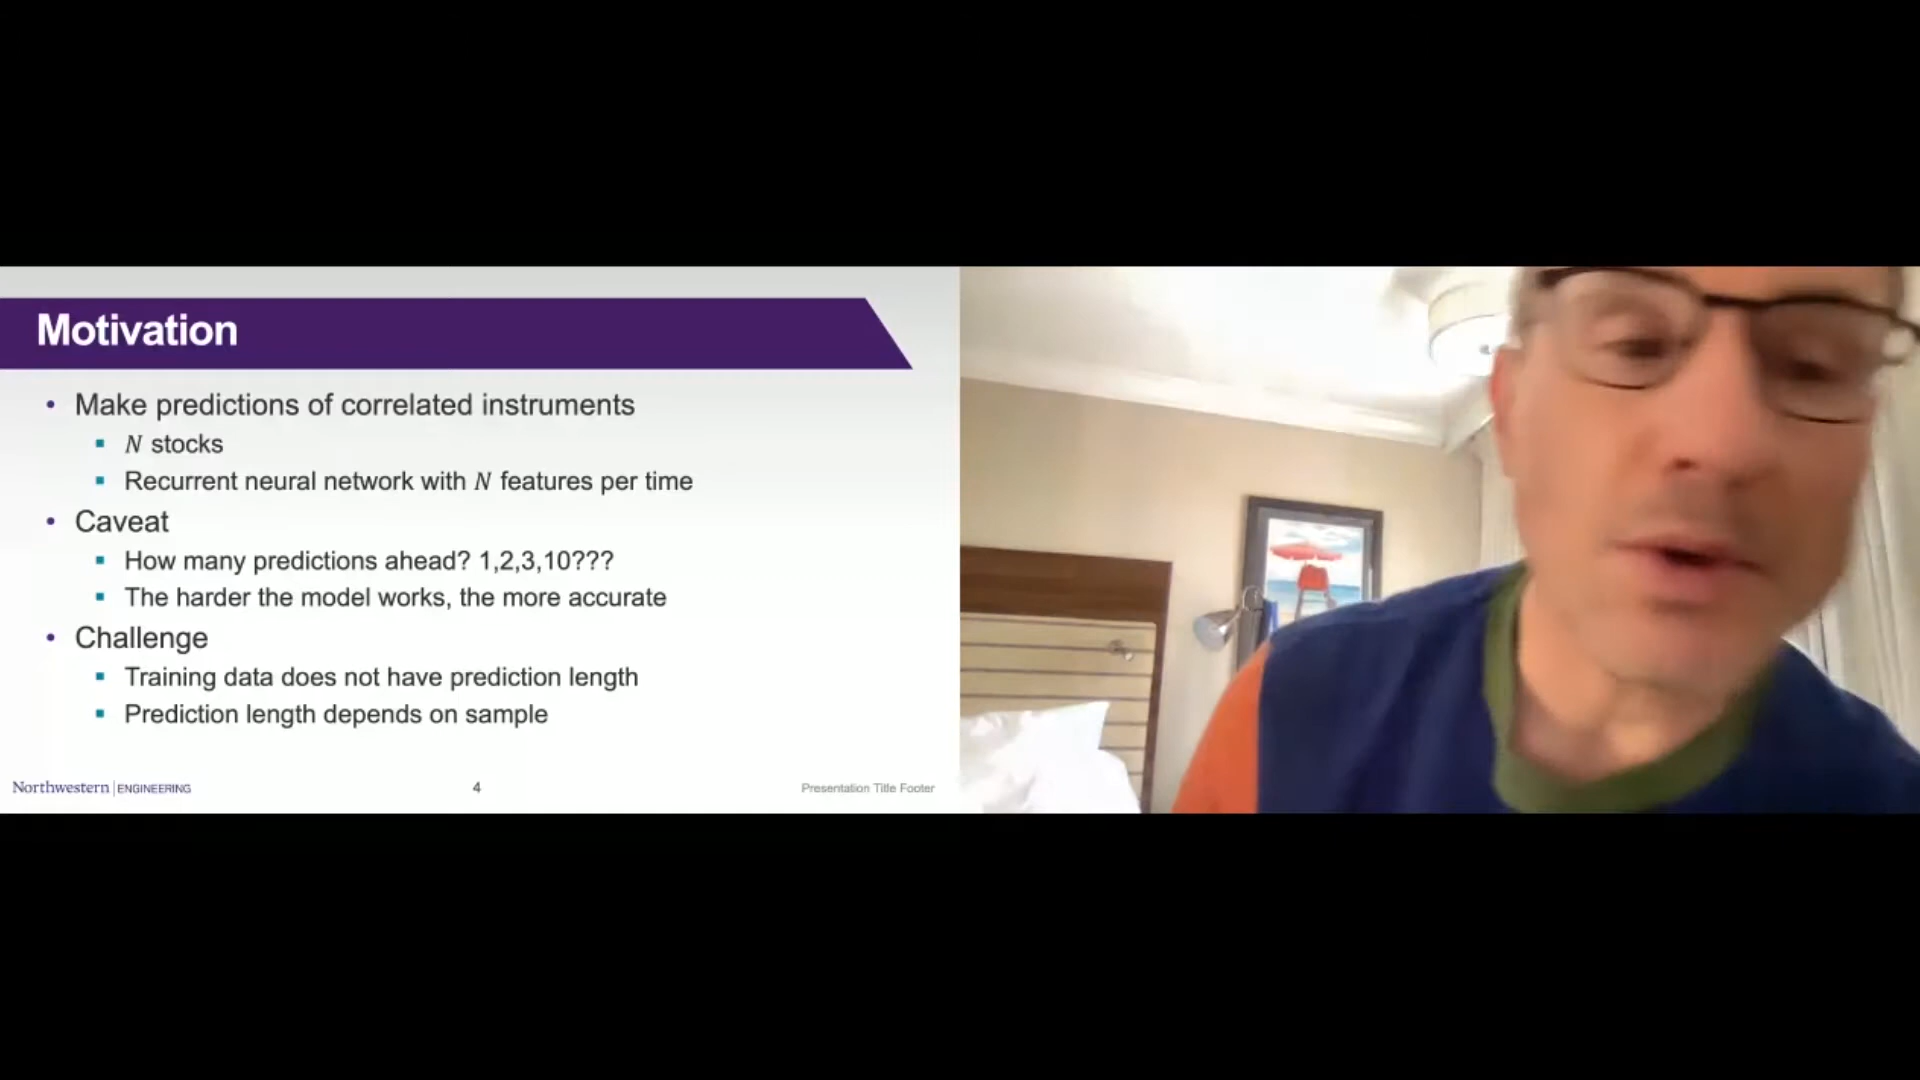 Motivation
• Make predictions of correlated instruments
▪ N stocks
▪ Recurrent neural network with N features per time
• Caveat
▪ How many predictions ahead? 1,2,3,10???
▪ The harder the model works, the more accurate
• Challenge
▪ Training data does not have prediction length
▪ Prediction length depends on sample
Northwestern | ENGINEERING
4
Presentation Title Footer